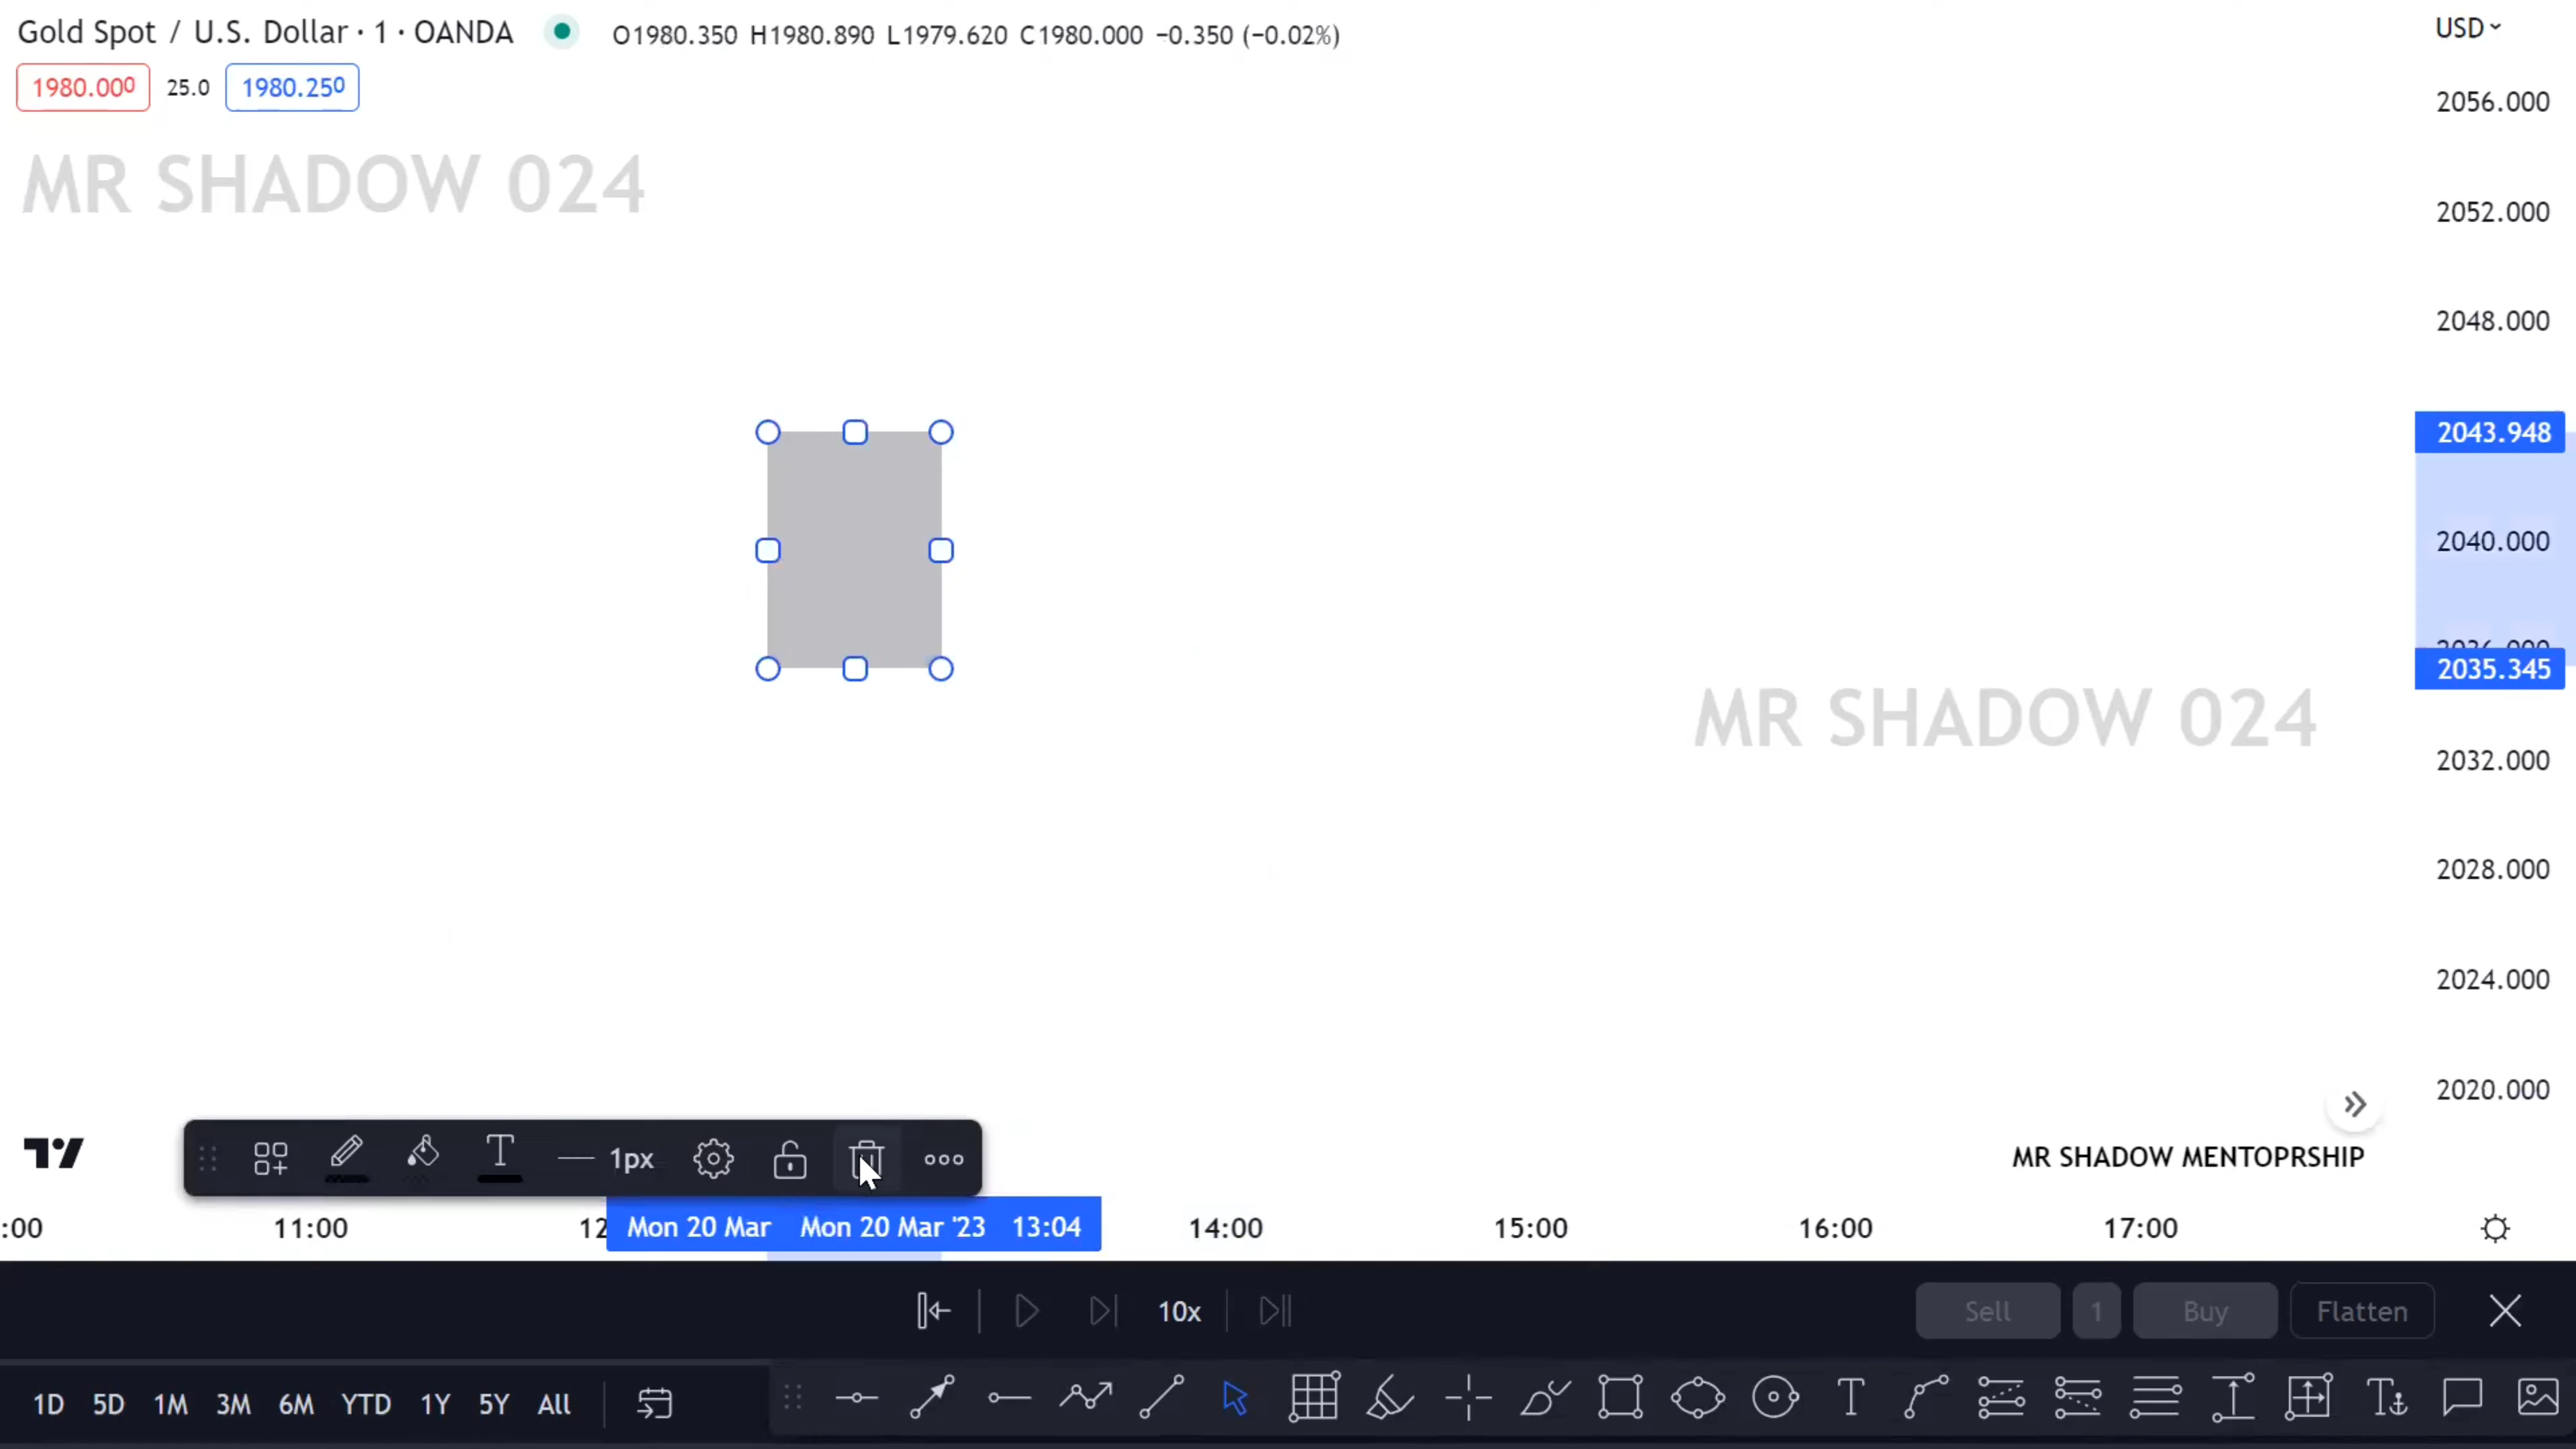 Gold Spot / U.S. Dollar · 1 · OANDA O1980.350 H1980.890 L1979.620 C1980.000 −0.350 (−0.02%) USD
1980.000 25.0 1980.250
2056.000
MR SHADOW 024
2052.000
2048.000
2043.948
2040.000
2035.345
MR SHADOW 024
2032.000
2028.000
2024.000
2020.000
1px
MR SHADOW MENTOPRSHIP
:00 11:00 12 Mon 20 Mar Mon 20 Mar '23 13:04 14:00 15:00 16:00 17:00
10x Sell 1 Buy Flatten
1D 5D 1M 3M 6M YTD 1Y 5Y All